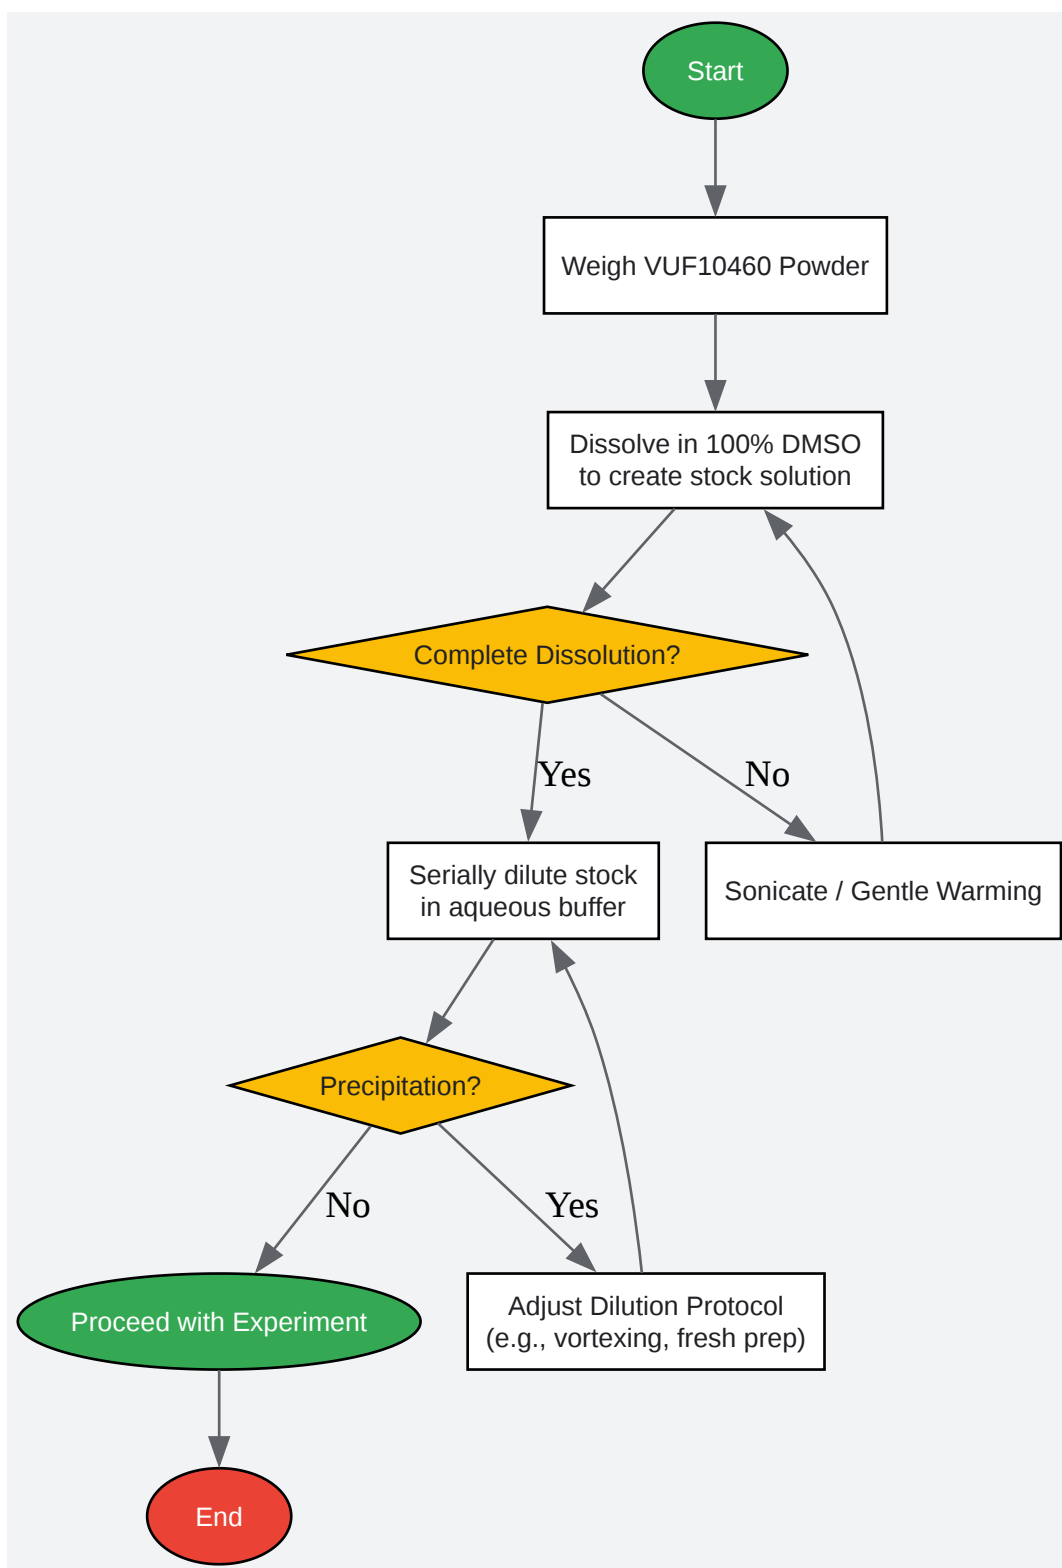 Start
Weigh VUF10460 Powder
Dissolve in 100% DMSO
to create stock solution
Complete Dissolution?
Yes
No
Serially dilute stock
in aqueous buffer
Sonicate / Gentle Warming
Precipitation?
No
Yes
Proceed with Experiment
Adjust Dilution Protocol
(e.g., vortexing, fresh prep)
End